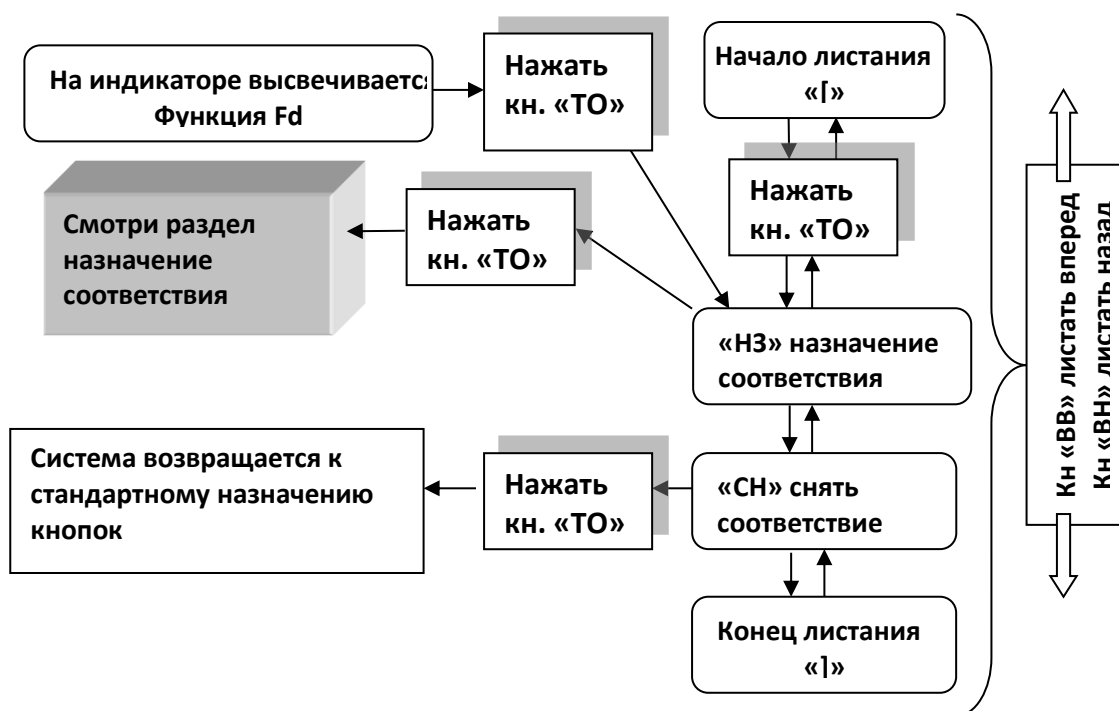 На индикаторе высвечивается
Функция Fd
Нажать
кн. «ТО»
Начало листания
«⌈»
Смотри раздел
назначение
соответствия
Нажать
кн. «ТО»
Нажать
кн. «ТО»
«НЗ» назначение
соответствия
Система возвращается к
стандартному назначению
кнопок
Нажать
кн. «ТО»
«СН» снять
соответствие
Конец листания
«⌉»
Кн «ВВ» листать вперед
Кн «ВН» листать назад